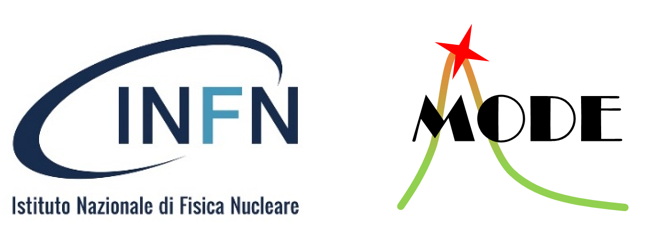 INFN
Istituto Nazionale di Fisica Nucleare
MODE